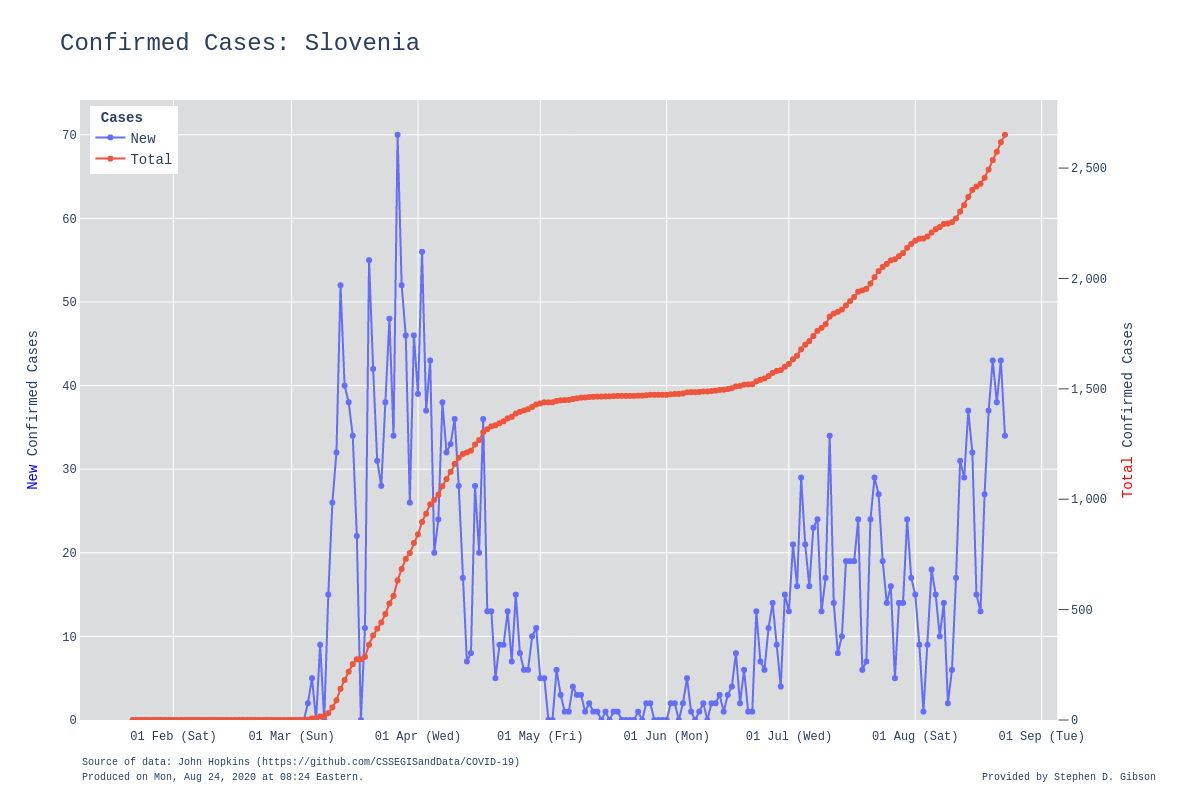 Confirmed Cases: Slovenia
Cases
New
Total
70
60
50
40
30
20
10
0
New Confirmed Cases
2,500
2,000
1,500
1,000
500
0
Total Confirmed Cases
01 Feb (Sat)
01 Mar (Sun)
01 Apr (Wed)
01 May (Fri)
01 Jun (Mon)
01 Jul (Wed)
01 Aug (Sat)
01 Sep (Tue)
Source of data: John Hopkins (https://github.com/CSSEGISandData/COVID-19)
Produced on Mon, Aug 24, 2020 at 08:24 Eastern.
Provided by Stephen D. Gibson